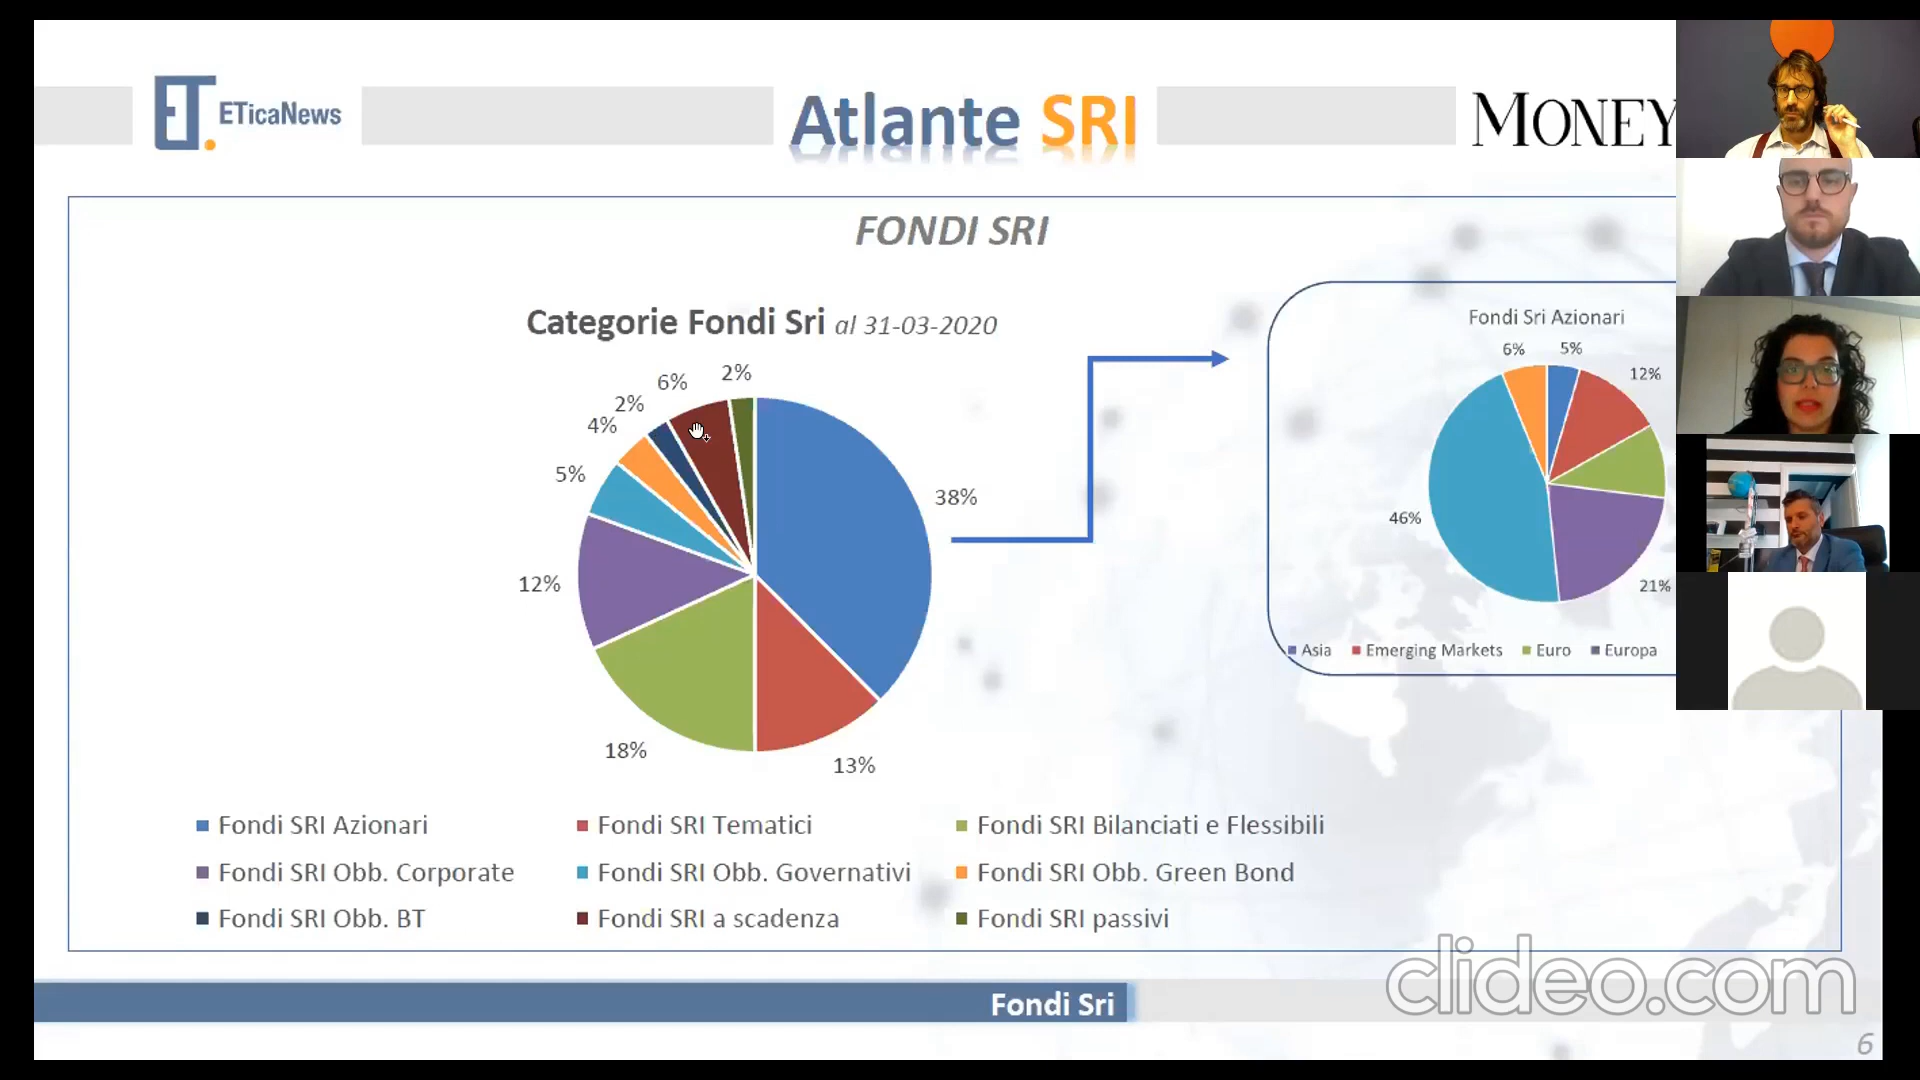 ET.
ETicaNews
Atlante SRI
MONEY
FONDI SRI
Categorie Fondi Sri al 31-03-2020
2%
6%
2%
4%
5%
12%
18%
13%
38%
Fondi Sri Azionari
6%
5%
12%
46%
21%
Asia
Emerging Markets
Euro
Europa
Fondi SRI Azionari
Fondi SRI Tematici
Fondi SRI Bilanciati e Flessibili
Fondi SRI Obb. Corporate
Fondi SRI Obb. Governativi
Fondi SRI Obb. Green Bond
Fondi SRI Obb. BT
Fondi SRI a scadenza
Fondi SRI passivi
Fondi Sri
clideo.com
6